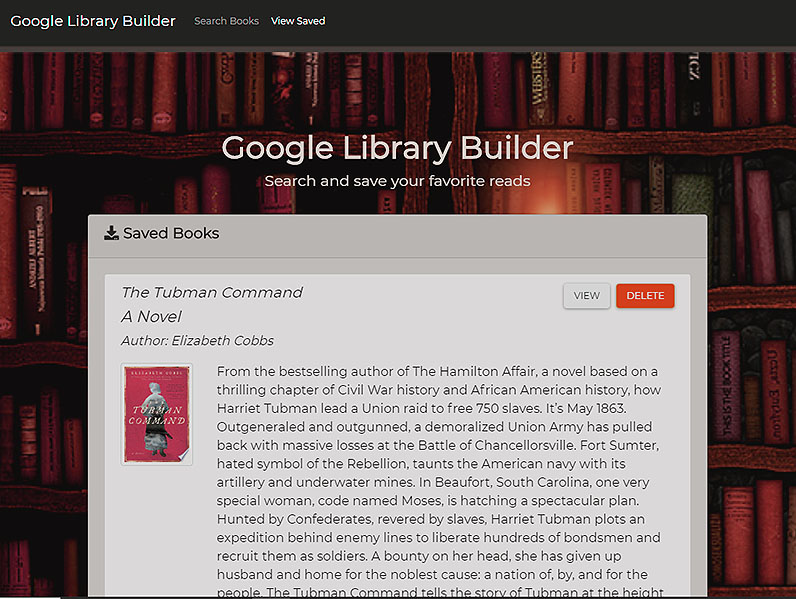 Google Library Builder Search Books View Saved
WEBSTER'S
Google Library Builder
Search and save your favorite reads
Saved Books
The Tubman Command
VIEW DELETE
A Novel
Author: Elizabeth Cobbs
ELIZABETH COBBS
TUBMAN
COMMAND
From the bestselling author of The Hamilton Affair, a novel based on a
thrilling chapter of Civil War history and African American history, how
Harriet Tubman lead a Union raid to free 750 slaves. It's May 1863.
Outgeneraled and outgunned, a demoralized Union Army has pulled
back with massive losses at the Battle of Chancellorsville. Fort Sumter,
hated symbol of the Rebellion, taunts the American navy with its
artillery and underwater mines. In Beaufort, South Carolina, one very
special woman, code named Moses, is hatching a spectacular plan.
Hunted by Confederates, revered by slaves, Harriet Tubman plots an
expedition behind enemy lines to liberate hundreds of bondsmen and
recruit them as soldiers. A bounty on her head, she has given up
husband and home for the noblest cause: a nation of, by, and for the
people. The Tubman Command tells the story of Tubman at the height